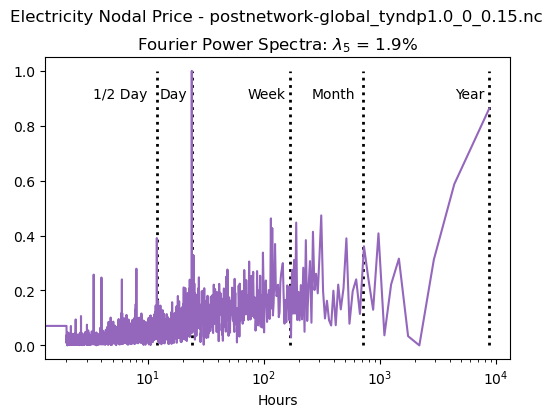 Electricity Nodal Price - postnetwork-global_tyndp1.0_0_0.15.nc
Fourier Power Spectra: λ₅ = 1.9%
1.0
1/2 Day Day Week Month Year
0.8
0.6
0.4
0.2
0.0
10¹ 10² 10³ 10⁴
Hours